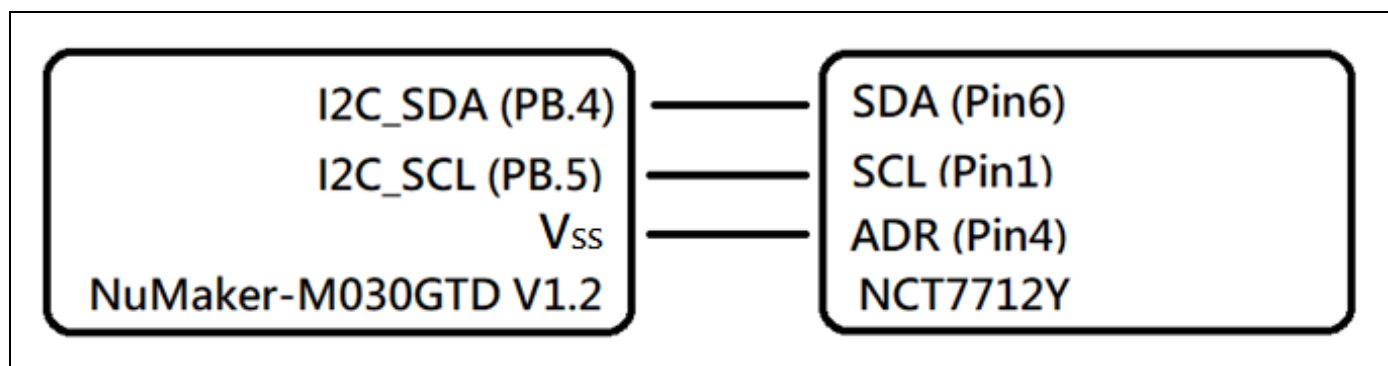 I2C_SDA (PB.4)
I2C_SCL (PB.5)
Vss
NuMaker-M030GTD V1.2
SDA (Pin6)
SCL (Pin1)
ADR (Pin4)
NCT7712Y